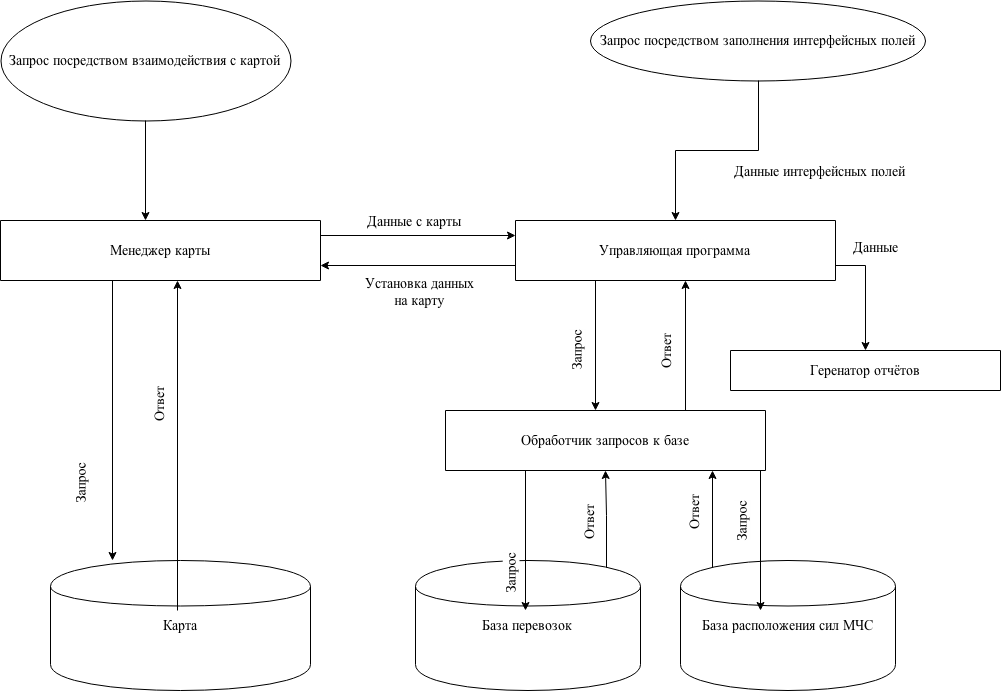 Запрос посредством взаимодействия с картой
Запрос посредством заполнения интерфейсных полей
Данные интерфейсных полей
Менеджер карты
Данные с карты
Установка данных
на карту
Управляющая программа
Данные
Геренатор отчётов
Запрос
Ответ
Запрос
Ответ
Обработчик запросов к базе
Запрос
Ответ
Ответ
Запрос
Карта
База перевозок
База расположения сил МЧС